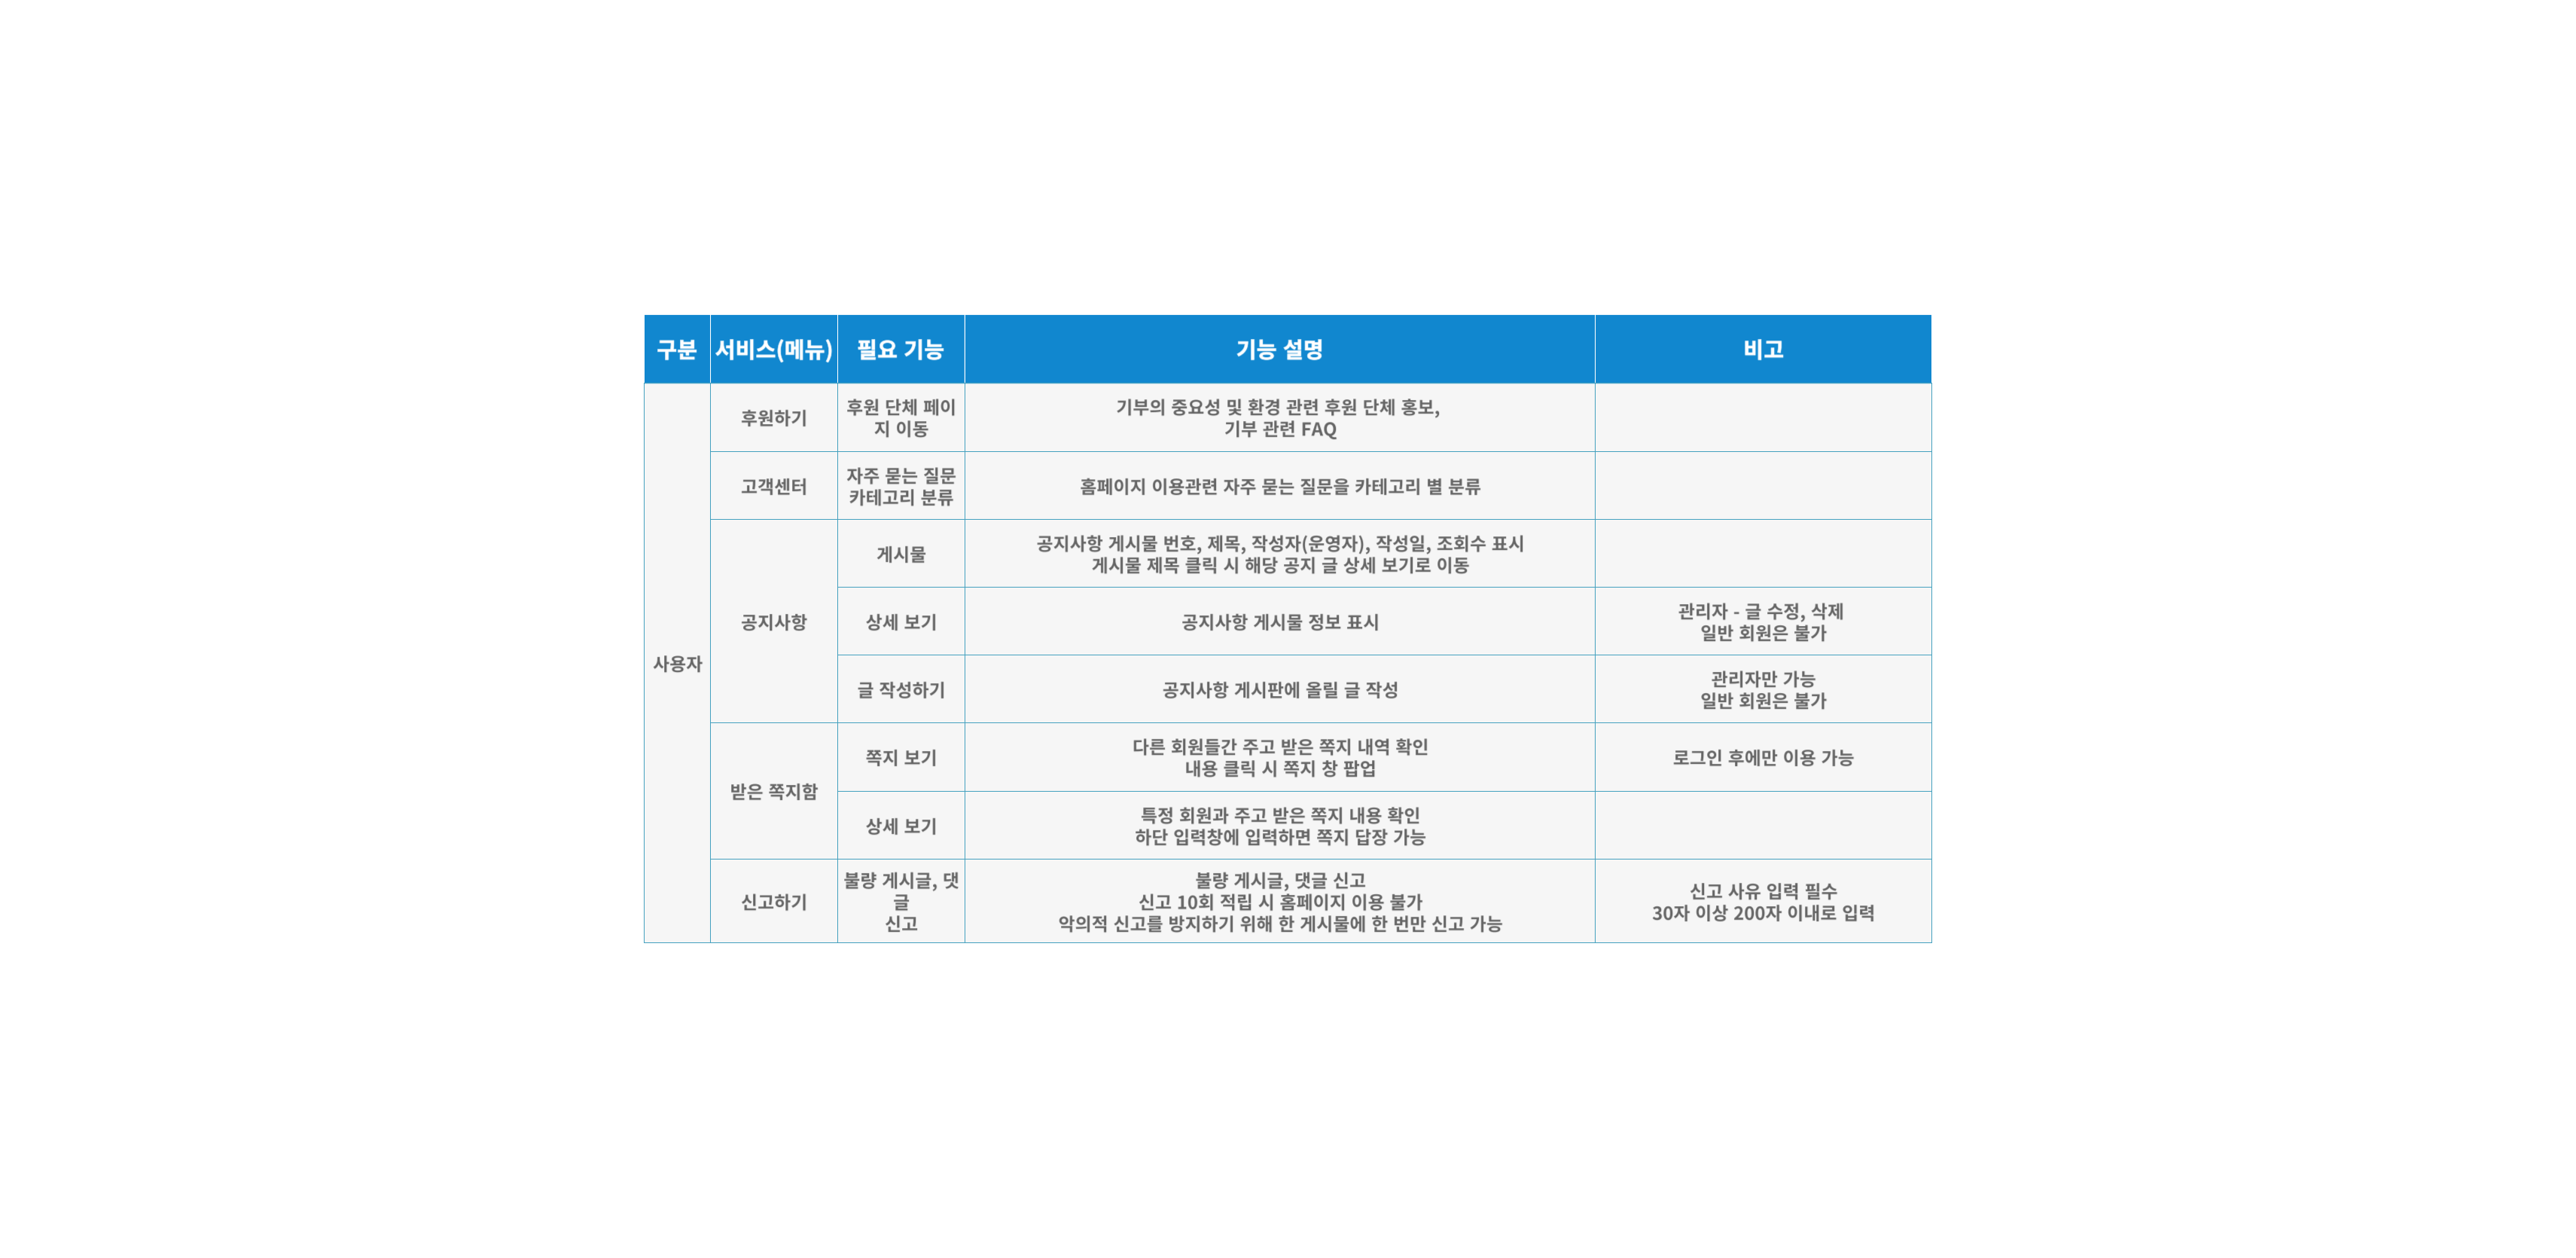 구분 서비스(메뉴) 필요 기능 기능 설명 비고
사용자
후원하기
후원 단체 페이
지 이동
기부의 중요성 및 환경 관련 후원 단체 홍보,
기부 관련 FAQ
고객센터
자주 묻는 질문
카테고리 분류
홈페이지 이용관련 자주 묻는 질문을 카테고리 별 분류
공지사항
게시물
공지사항 게시물 번호, 제목, 작성자(운영자), 작성일, 조회수 표시
게시물 제목 클릭 시 해당 공지 글 상세 보기로 이동
상세 보기
공지사항 게시물 정보 표시
관리자 - 글 수정, 삭제
일반 회원은 불가
글 작성하기
공지사항 게시판에 올릴 글 작성
관리자만 가능
일반 회원은 불가
받은 쪽지함
쪽지 보기
다른 회원들간 주고 받은 쪽지 내역 확인
내용 클릭 시 쪽지 창 팝업
로그인 후에만 이용 가능
상세 보기
특정 회원과 주고 받은 쪽지 내용 확인
하단 입력창에 입력하면 쪽지 답장 가능
신고하기
불량 게시글, 댓
글
신고
불량 게시글, 댓글 신고
신고 10회 적립 시 홈페이지 이용 불가
악의적 신고를 방지하기 위해 한 게시물에 한 번만 신고 가능
신고 사유 입력 필수
30자 이상 200자 이내로 입력